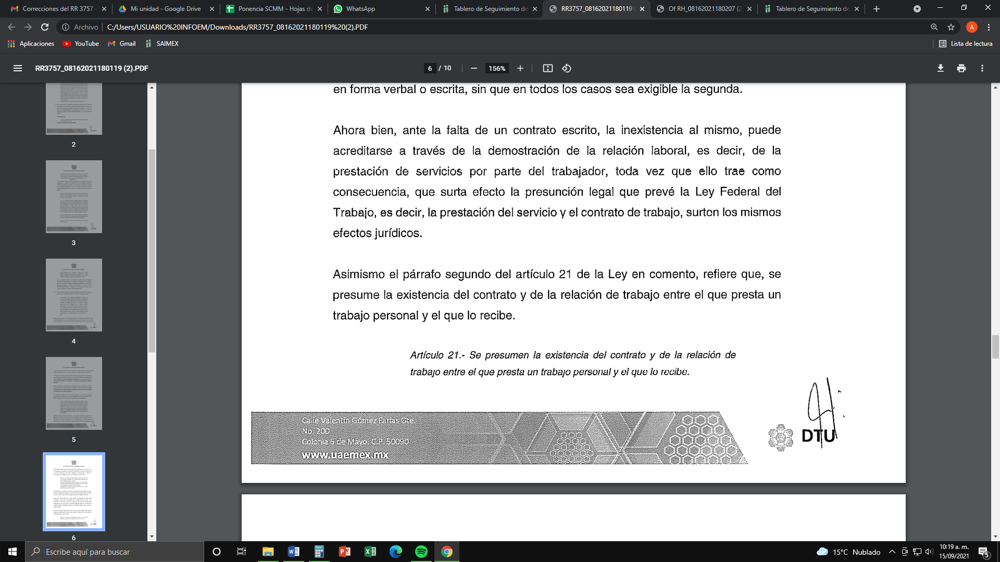 Correcciones del RR 3757 -
Mi unidad - Google Drive
Ponencia SCMM - Hojas de
WhatsApp
Tablero de Seguimiento de
RR3757_08162021180119
Of RH_08162021180207 (2
Tablero de Seguimiento de
Archivo
C:/Users/USUARIO%20INFOEM/Downloads/RR3757_08162021180119%20(2).PDF
A
Aplicaciones
YouTube
Gmail
SAIMEX
Lista de lectura
RR3757_08162021180119 (2).PDF
6 / 10
156%
2
3
4
5
6
en forma verbal o escrita, sin que en todos los casos sea exigible la segunda.
Ahora bien, ante la falta de un contrato escrito, la inexistencia al mismo, puede
acreditarse a través de la demostración de la relación laboral, es decir, de la
prestación de servicios por parte del trabajador, toda vez que ello trae como
consecuencia, que surta efecto la presunción legal que prevé la Ley Federal del
Trabajo, es decir, la prestación del servicio y el contrato de trabajo, surten los mismos
efectos jurídicos.
Asimismo el párrafo segundo del artículo 21 de la Ley en comento, refiere que, se
presume la existencia del contrato y de la relación de trabajo entre el que presta un
trabajo personal y el que lo recibe.
Artículo 21.- Se presumen la existencia del contrato y de la relación de
trabajo entre el que presta un trabajo personal y el que lo recibe.
Calle Valentín Gómez Farías Ote.
No. 200
Colonia 5 de Mayo. C.P. 50090
www.uaemex.mx
DTU
Escribe aquí para buscar
15°C Nublado
10:19 a. m.
15/09/2021
5